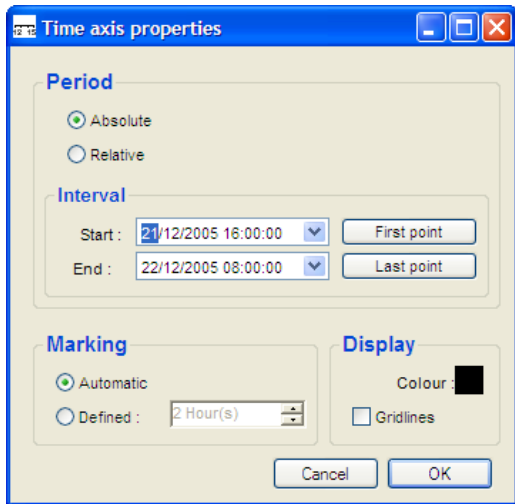 Time axis properties
Period
Absolute
Relative
Interval
Start : 21/12/2005 16:00:00 First point
End : 22/12/2005 08:00:00 Last point
Marking
Automatic
Defined : 2 Hour(s)
Display
Colour :
Gridlines
Cancel OK